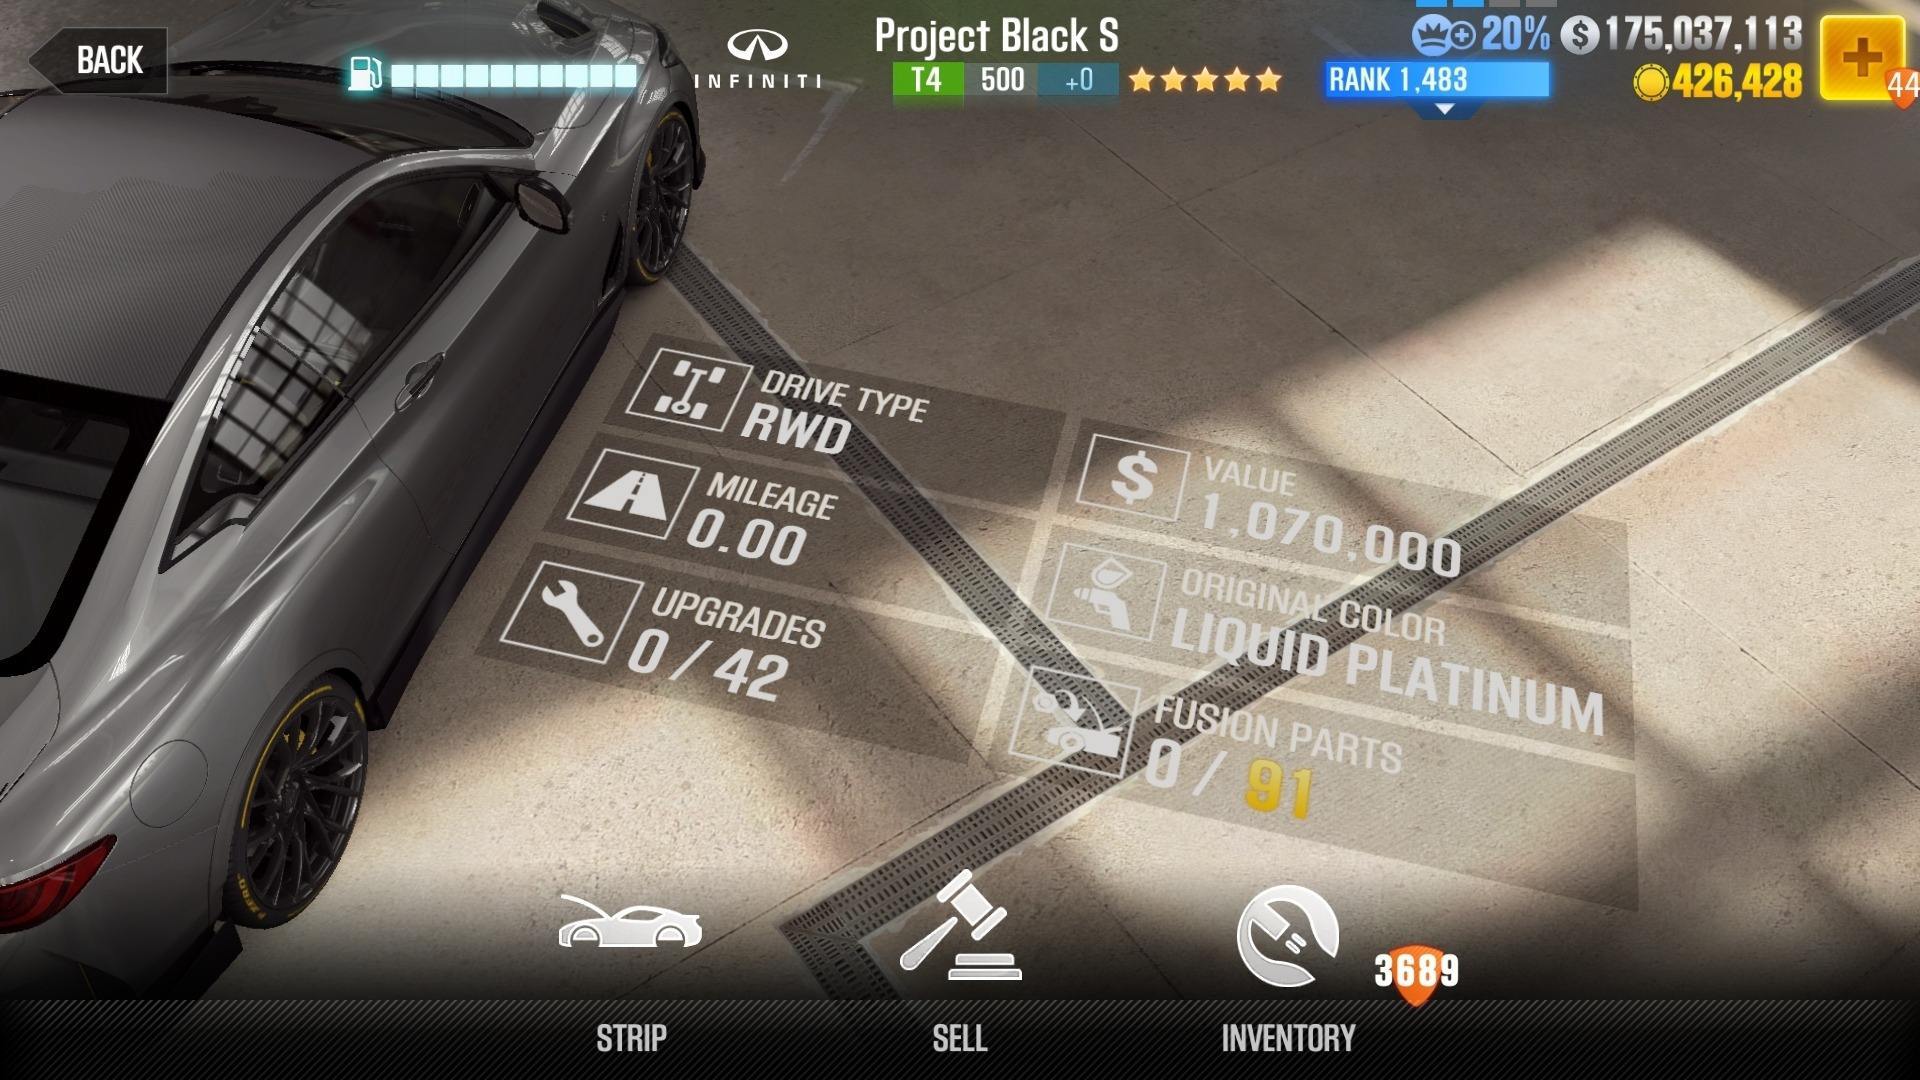 BACK
INFINITI
Project Black S
T4 500 +0
20%
175,037,113
RANK 1,483
426,428
44
DRIVE TYPE
RWD
MILEAGE
0.00
UPGRADES
0/42
VALUE
1,070,000
ORIGINAL COLOR
LIQUID PLATINUM
FUSION PARTS
0/ 91
3689
STRIP
SELL
INVENTORY